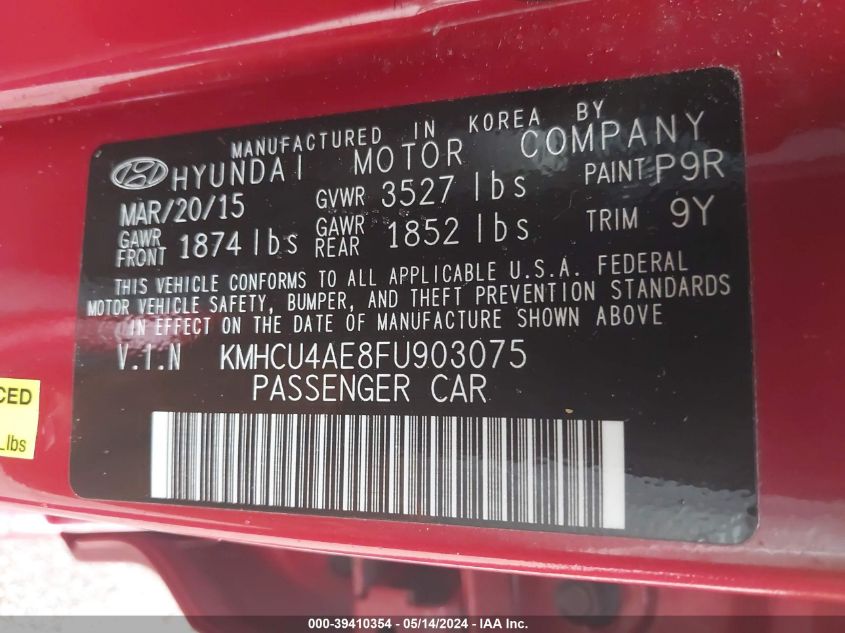 MANUFACTURED IN KOREA BY
HYUNDAI MOTOR COMPANY
MAR/20/15 GVWR 3527 lbs PAINT P9R
GAWR FRONT 1874 lbs GAWR REAR 1852 lbs TRIM 9Y
THIS VEHICLE CONFORMS TO ALL APPLICABLE U.S.A. FEDERAL
MOTOR VEHICLE SAFETY, BUMPER, AND THEFT PREVENTION STANDARDS
IN EFFECT ON THE DATE OF MANUFACTURE SHOWN ABOVE
V.I.N KMHCU4AE8FU903075
PASSENGER CAR
CED
Lbs
000-39410354 - 05/14/2024 - IAA Inc.